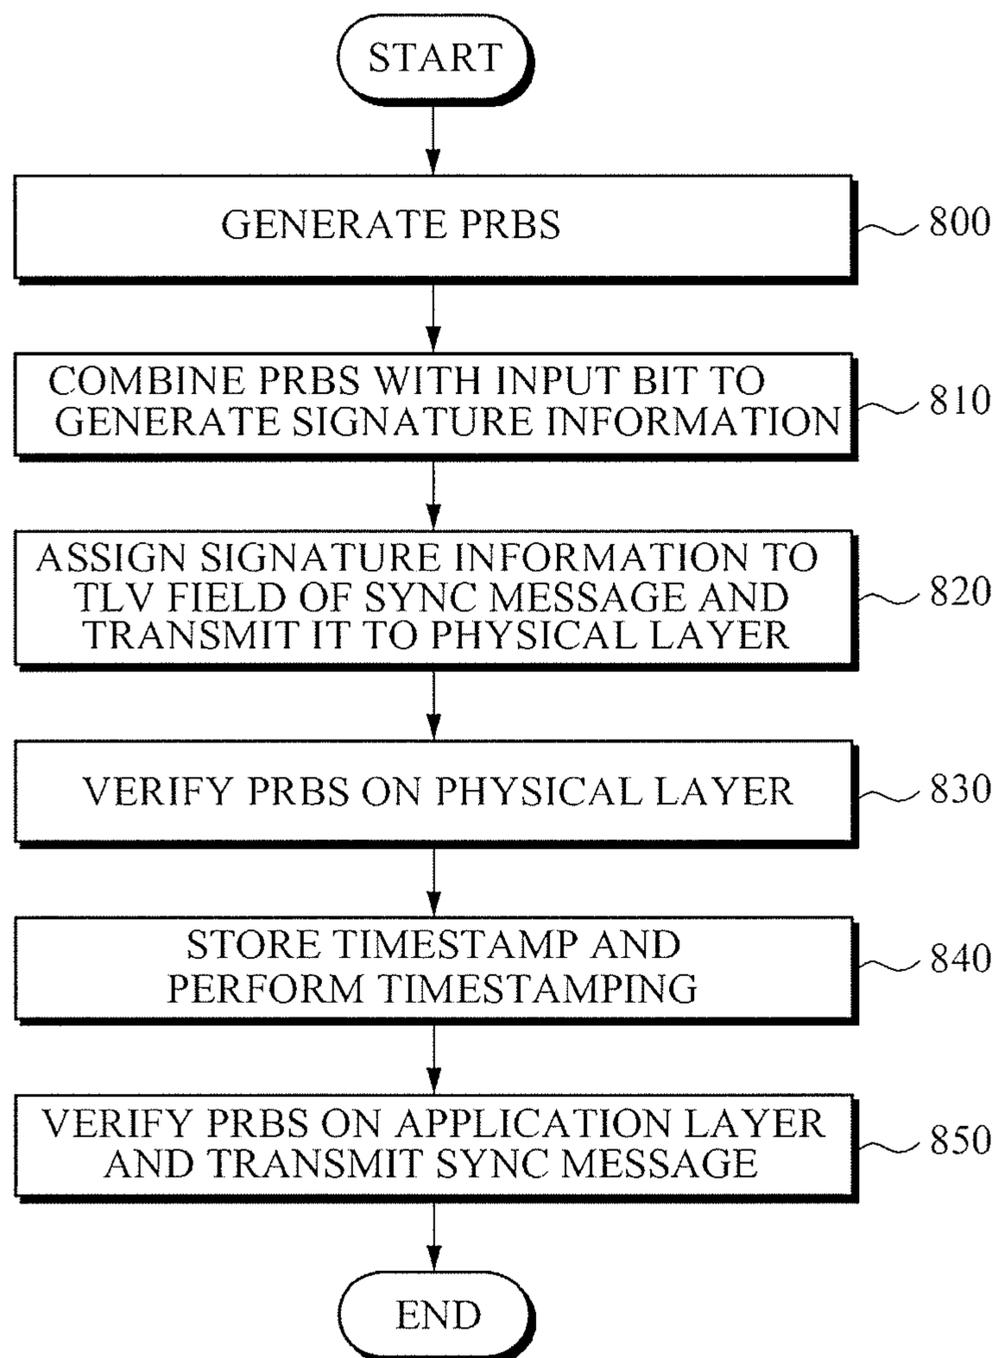 START
GENERATE PRBS
800
COMBINE PRBS WITH INPUT BIT TO
GENERATE SIGNATURE INFORMATION
810
ASSIGN SIGNATURE INFORMATION TO
TLV FIELD OF SYNC MESSAGE AND
TRANSMIT IT TO PHYSICAL LAYER
820
VERIFY PRBS ON PHYSICAL LAYER
830
STORE TIMESTAMP AND
PERFORM TIMESTAMPING
840
VERIFY PRBS ON APPLICATION LAYER
AND TRANSMIT SYNC MESSAGE
850
END